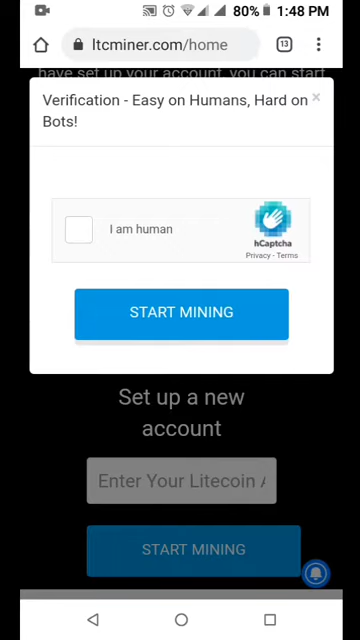 80% 1:48 PM
ltcminer.com/home 13
have set up your account, you can start
Verification - Easy on Humans, Hard on ×
Bots!
I am human
hCaptcha
Privacy - Terms
START MINING
Set up a new
account
Enter Your Litecoin A
START MINING